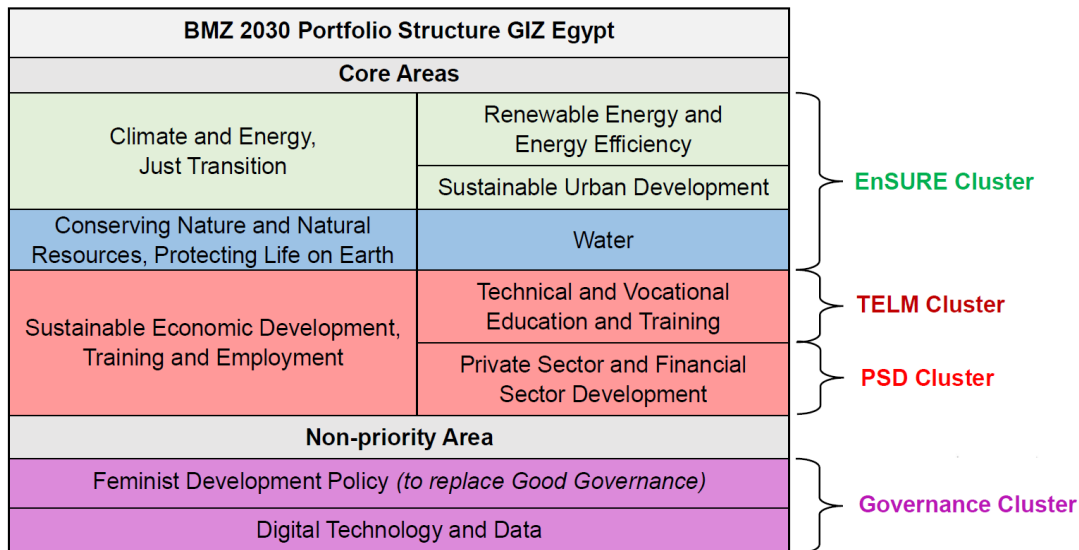 BMZ 2030 Portfolio Structure GIZ Egypt
Core Areas
Climate and Energy,
Just Transition
Renewable Energy and
Energy Efficiency
Sustainable Urban Development
EnSURE Cluster
Conserving Nature and Natural
Resources, Protecting Life on Earth
Water
Sustainable Economic Development,
Training and Employment
Technical and Vocational
Education and Training
TELM Cluster
Private Sector and Financial
Sector Development
PSD Cluster
Non-priority Area
Feminist Development Policy (to replace Good Governance)
Digital Technology and Data
Governance Cluster